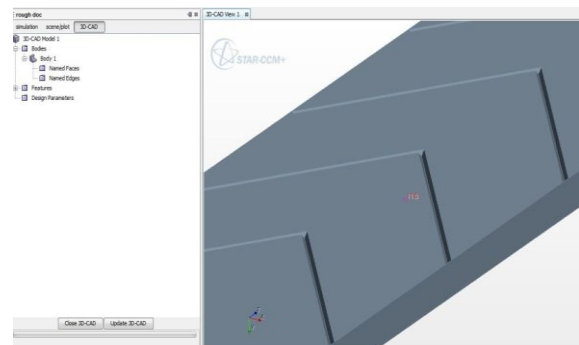 rough doc
simulation scene/plot 3D-CAD
3D-CAD Model 1
Bodies
Body 1
Named Faces
Named Edges
Features
Design Parameters
Close 3D-CAD Update 3D-CAD
3D-CAD View 1
STAR-CCM+